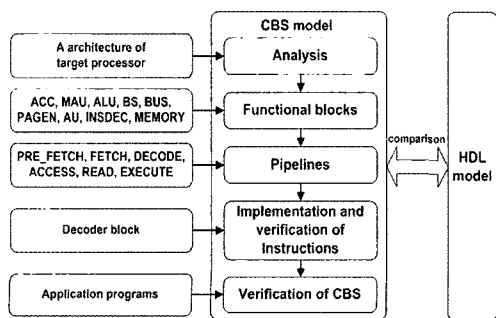 CBS model
A architecture of
target processor
Analysis
ACC, MAU, ALU, BS, BUS,
PAGEN, AU, INSDEC, MEMORY
Functional blocks
PRE_FETCH, FETCH, DECODE,
ACCESS, READ, EXECUTE
Pipelines
comparison
HDL
model
Decoder block
Implementation and
verification of
Instructions
Application programs
Verification of CBS